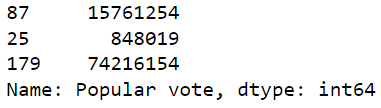 87     15761254
25       848019
179    74216154
Name: Popular vote, dtype: int64